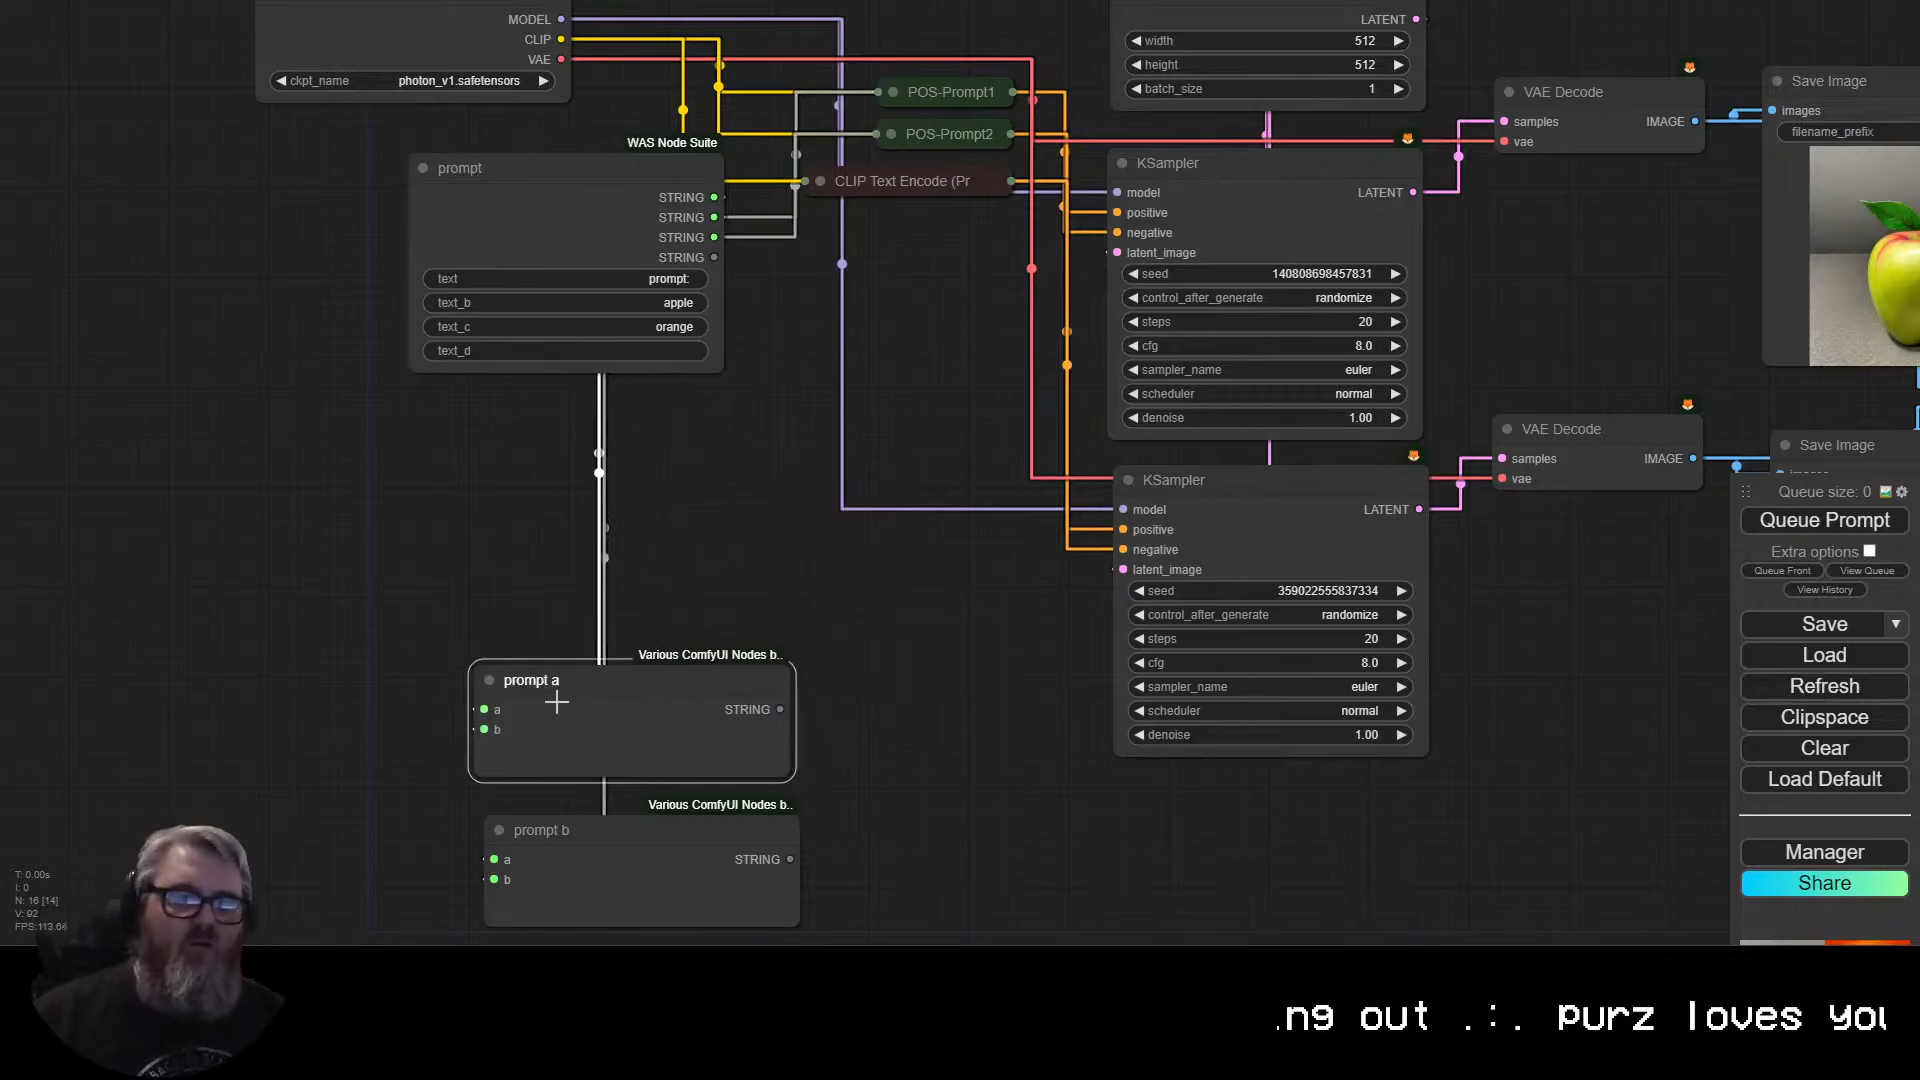 MODEL
CLIP
VAE
ckpt_name photon_v1.safetensors
LATENT
width 512
height 512
batch_size 1
POS-Prompt1
POS-Prompt2
CLIP Text Encode (Pr
WAS Node Suite
prompt
STRING
STRING
STRING
STRING
text prompt:
text_b apple
text_c orange
text_d
KSampler
model LATENT
positive
negative
latent_image
seed 140808698457831
control_after_generate randomize
steps 20
cfg 8.0
sampler_name euler
scheduler normal
denoise 1.00
VAE Decode
samples IMAGE
vae
Save Image
images
filename_prefix
KSampler
model LATENT
positive
negative
latent_image
seed 359022555837334
control_after_generate randomize
steps 20
cfg 8.0
sampler_name euler
scheduler normal
denoise 1.00
VAE Decode
samples IMAGE
vae
Save Image
Various ComfyUI Nodes b..
prompt a
a STRING
b
Various ComfyUI Nodes b..
prompt b
a STRING
b
Queue size: 0
Queue Prompt
Extra options
Queue Front View Queue
View History
Save
Load
Refresh
Clipspace
Clear
Load Default
Manager
Share
T: 0.00s
I: 0
N: 16 [14]
V: 92
FPS:113.64
out .:. purz loves you